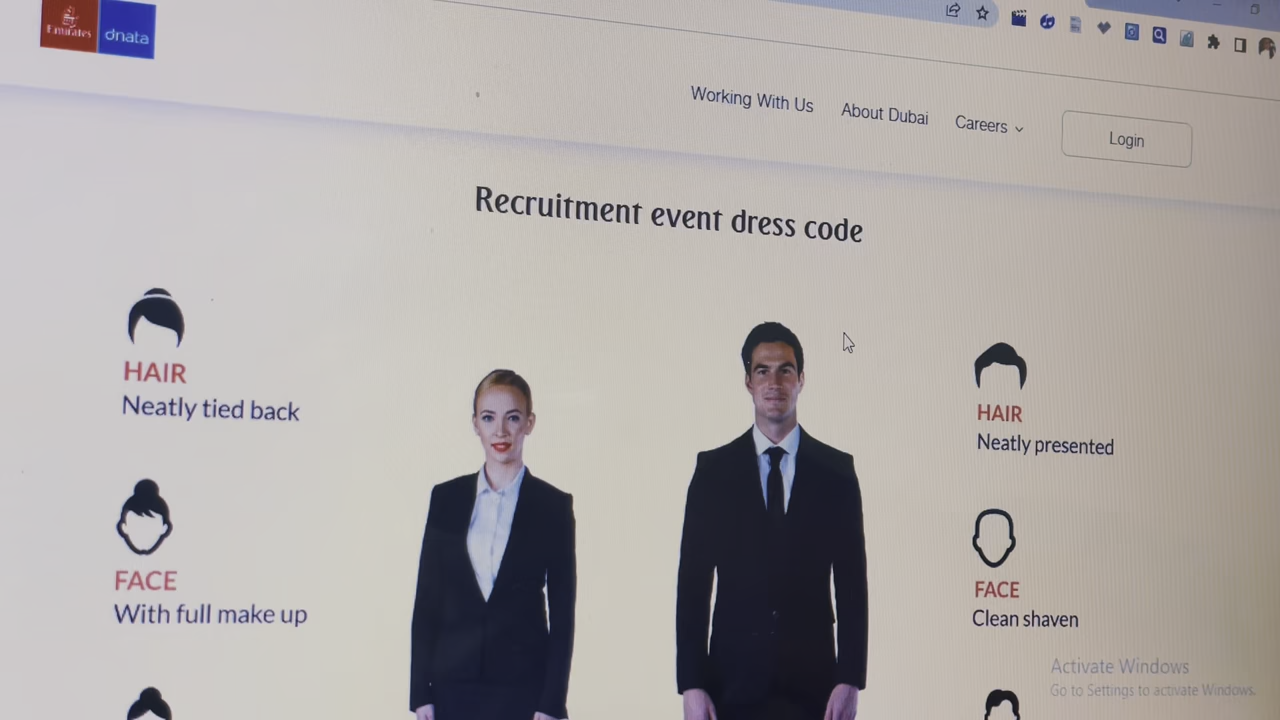 Emirates
dnata
Working With Us
About Dubai
Careers
Login
Recruitment event dress code
HAIR
Neatly tied back
FACE
With full make up
HAIR
Neatly presented
FACE
Clean shaven
Activate Windows
Go to Settings to activate Windows.